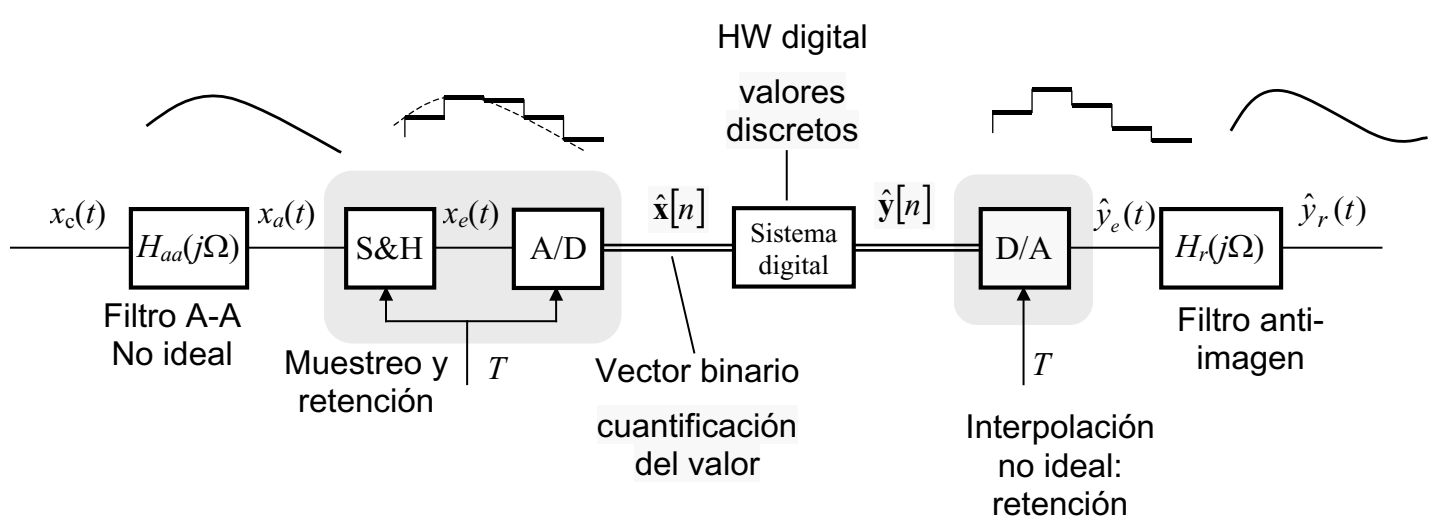 HW digital
valores
discretos
x_c(t)
H_aa(jΩ)
x_a(t)
S&H
x_e(t)
A/D
x̂[n]
Sistema
digital
ŷ[n]
D/A
ŷ_e(t)
H_r(jΩ)
ŷ_r(t)
Filtro A-A
No ideal
Muestreo y
retención
T
Vector binario
cuantificación
del valor
T
Interpolación
no ideal:
retención
Filtro anti-
imagen